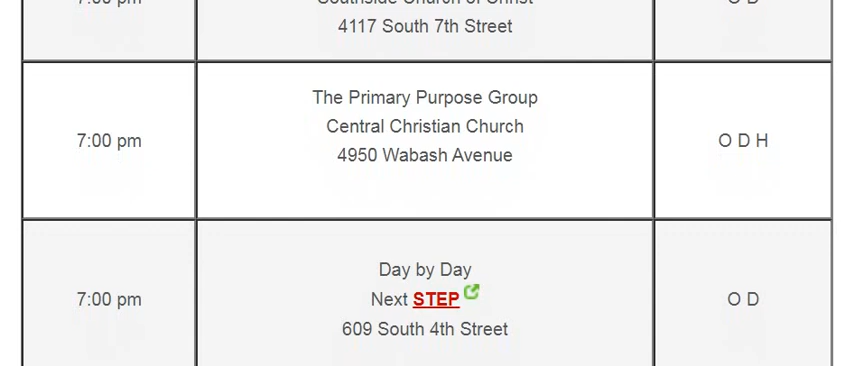 7:00 pm
Southside Church of Christ
4117 South 7th Street
O D
7:00 pm
The Primary Purpose Group
Central Christian Church
4950 Wabash Avenue
O D H
7:00 pm
Day by Day
Next STEP
609 South 4th Street
O D